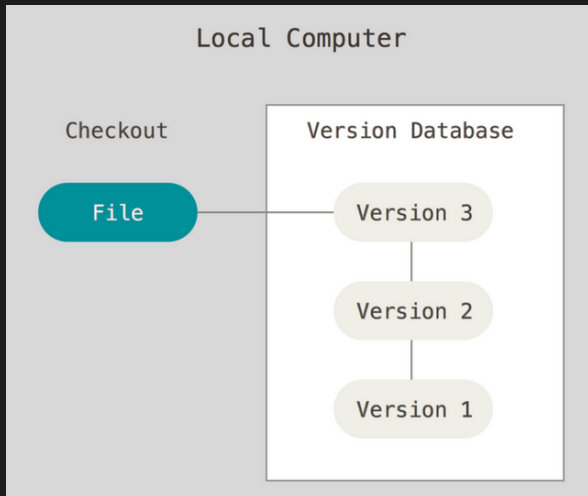 Local Computer
Checkout
Version Database
File
Version 3
Version 2
Version 1